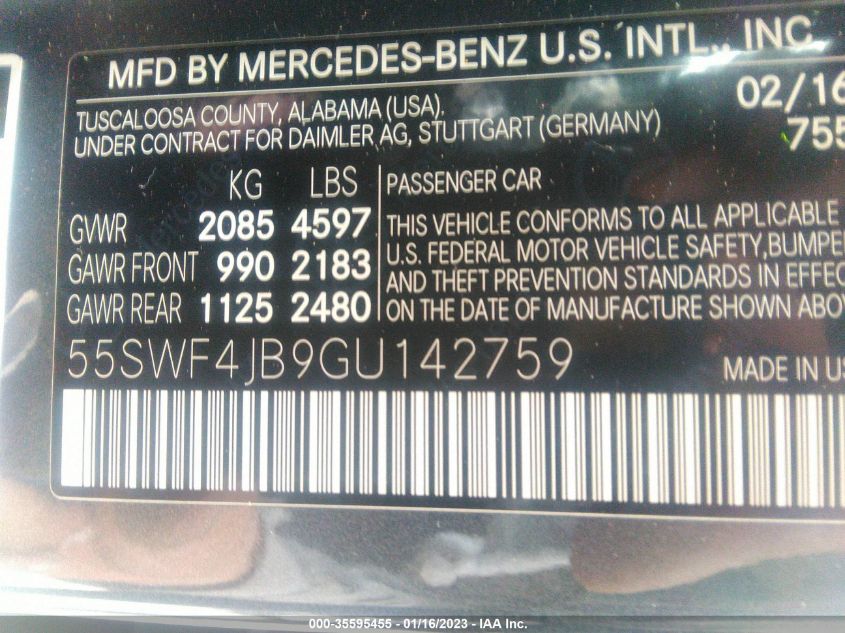 MFD BY MERCEDES-BENZ U.S. INTL., INC
TUSCALOOSA COUNTY, ALABAMA (USA). 02/16
UNDER CONTRACT FOR DAIMLER AG, STUTTGART (GERMANY) 755
KG LBS PASSENGER CAR
GVWR 2085 4597 THIS VEHICLE CONFORMS TO ALL APPLICABLE
U.S. FEDERAL MOTOR VEHICLE SAFETY, BUMPE
GAWR FRONT 990 2183 AND THEFT PREVENTION STANDARDS IN EFFEC
GAWR REAR 1125 2480 ON THE DATE OF MANUFACTURE SHOWN ABOV
55SWF4JB9GU142759 MADE IN US
000-35595455 - 01/16/2023 - IAA Inc.